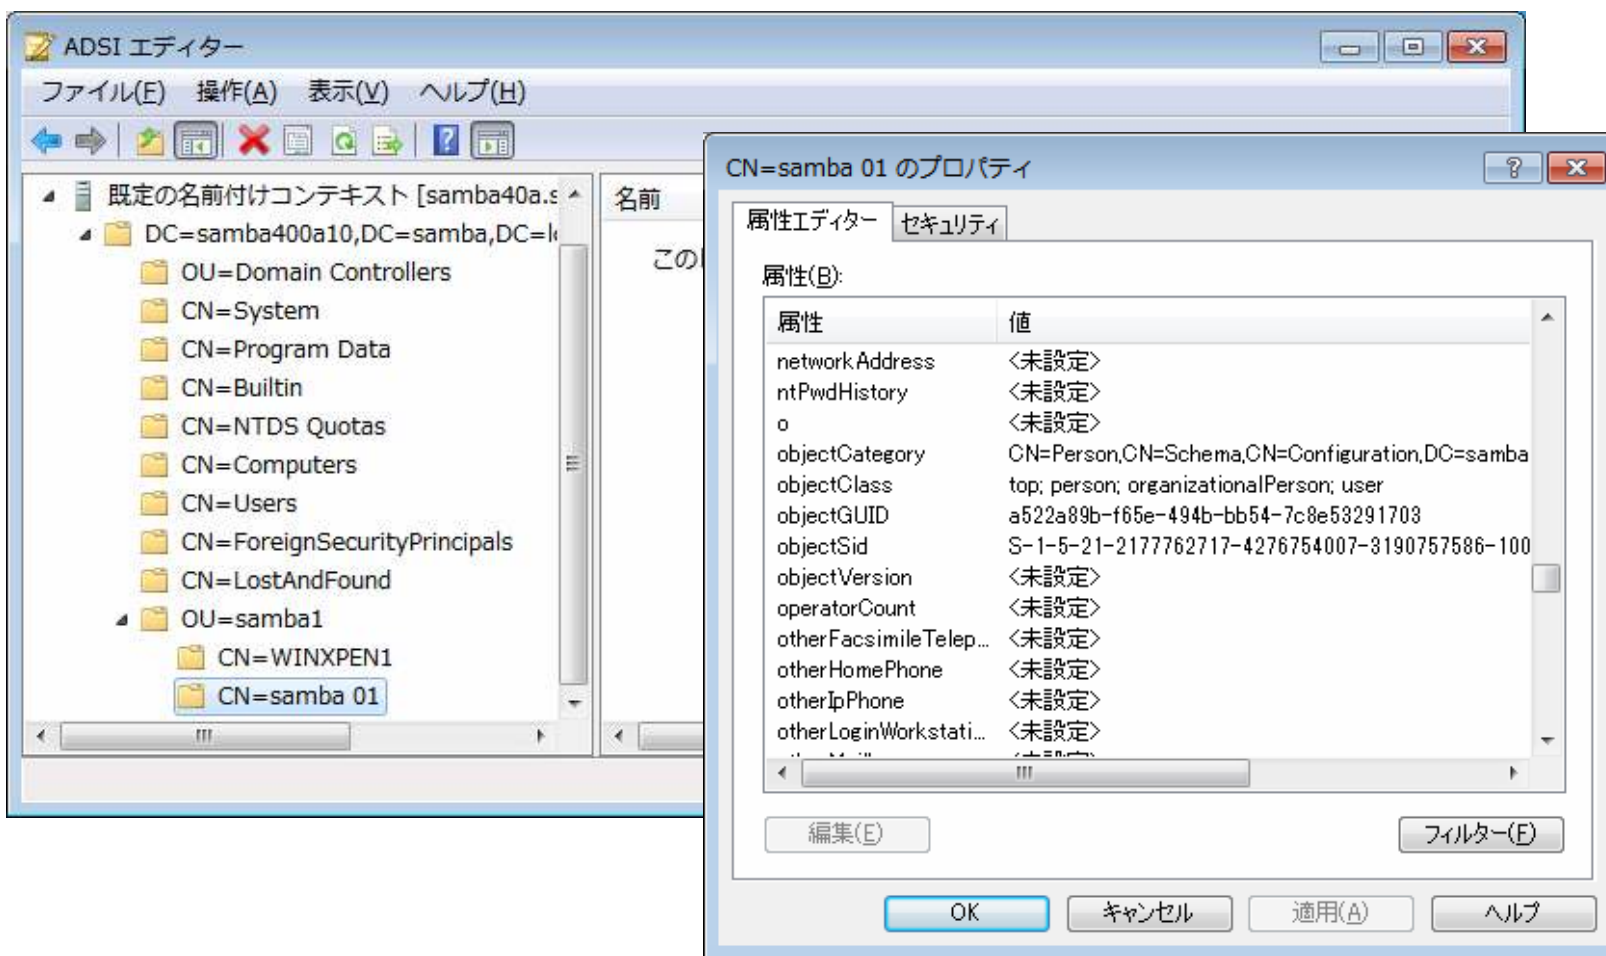 ADSI エディター
ファイル(F) 操作(A) 表示(V) ヘルプ(H)
既定の名前付けコンテキスト [samba40a.s
DC=samba400a10,DC=samba,DC=l
OU=Domain Controllers
CN=System
CN=Program Data
CN=Builtin
CN=NTDS Quotas
CN=Computers
CN=Users
CN=ForeignSecurityPrincipals
CN=LostAndFound
OU=samba1
CN=WINXPEN1
CN=samba 01
名前
この
CN=samba 01 のプロパティ
属性エディター セキュリティ
属性(B):
属性 値
networkAddress <未設定>
ntPwdHistory <未設定>
o <未設定>
objectCategory CN=Person,CN=Schema,CN=Configuration,DC=samba
objectClass top; person; organizationalPerson; user
objectGUID a522a89b-f65e-494b-bb54-7c8e53291703
objectSid S-1-5-21-2177762717-4276754007-3190757586-100
objectVersion <未設定>
operatorCount <未設定>
otherFacsimileTelep... <未設定>
otherHomePhone <未設定>
otherIpPhone <未設定>
otherLoginWorkstati... <未設定>
編集(E) フィルター(F)
OK キャンセル 適用(A) ヘルプ